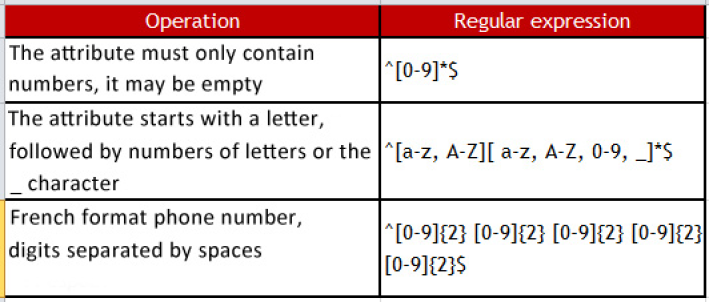 Operation
Regular expression
The attribute must only contain
numbers, it may be empty
^[0-9]*$
The attribute starts with a letter,
followed by numbers of letters or the
_ character
^[a-z, A-Z][ a-z, A-Z, 0-9, _]*$
French format phone number,
digits separated by spaces
^[0-9]{2} [0-9]{2} [0-9]{2} [0-9]{2}
[0-9]{2}$